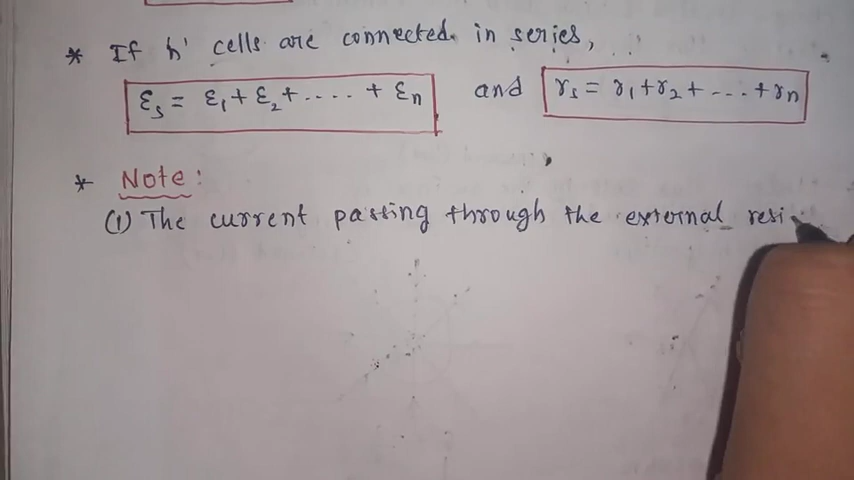 * If 'n' cells are connected in series,
εs = ε1 + ε2 + ..... + εn and rs = r1 + r2 + ... + rn
* Note:
(1) The current passing through the external resi